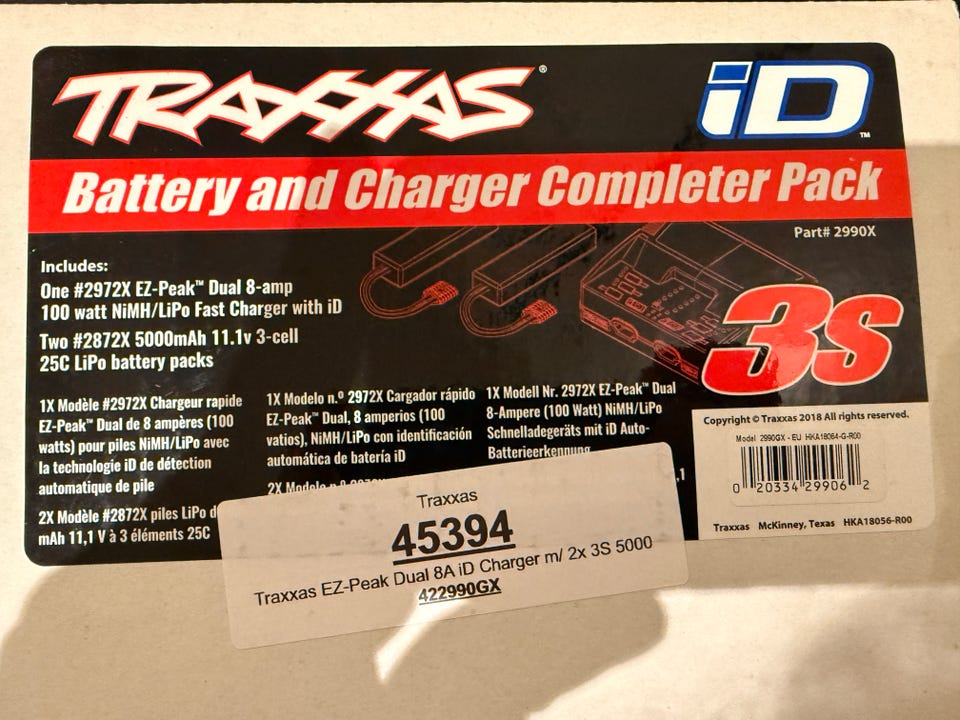 TRAXXAS®
iD™
Battery and Charger Completer Pack
Part# 2990X
Includes:
One #2972X EZ-Peak™ Dual 8-amp
100 watt NiMH/LiPo Fast Charger with iD
Two #2872X 5000mAh 11.1v 3-cell
25C LiPo battery packs
3s
1X Modèle #2972X Chargeur rapide
EZ-Peak™ Dual de 8 ampères (100
watts) pour piles NiMH/LiPo avec
la technologie iD de détection
automatique de pile
2X Modèle #2872X piles LiPo d
mAh 11,1 V à 3 éléments 25C
1X Modelo n.º 2972X Cargador rápido
EZ-Peak™ Dual, 8 amperios (100
vatios), NiMH/LiPo con identificación
automática de batería iD
2X Modelo n.º
1X Modell Nr. 2972X EZ-Peak™ Dual
8-Ampere (100 Watt) NiMH/LiPo
Schnelladegeräts mit iD Auto-
Batterieerkennung
,1
Copyright © Traxxas 2018 All rights reserved.
Model 2990GX - EU HKA18064-G-R00
0 20334 29906 2
Traxxas McKinney, Texas HKA18056-R00
Traxxas
45394
Traxxas EZ-Peak Dual 8A iD Charger m/ 2x 3S 5000
422990GX